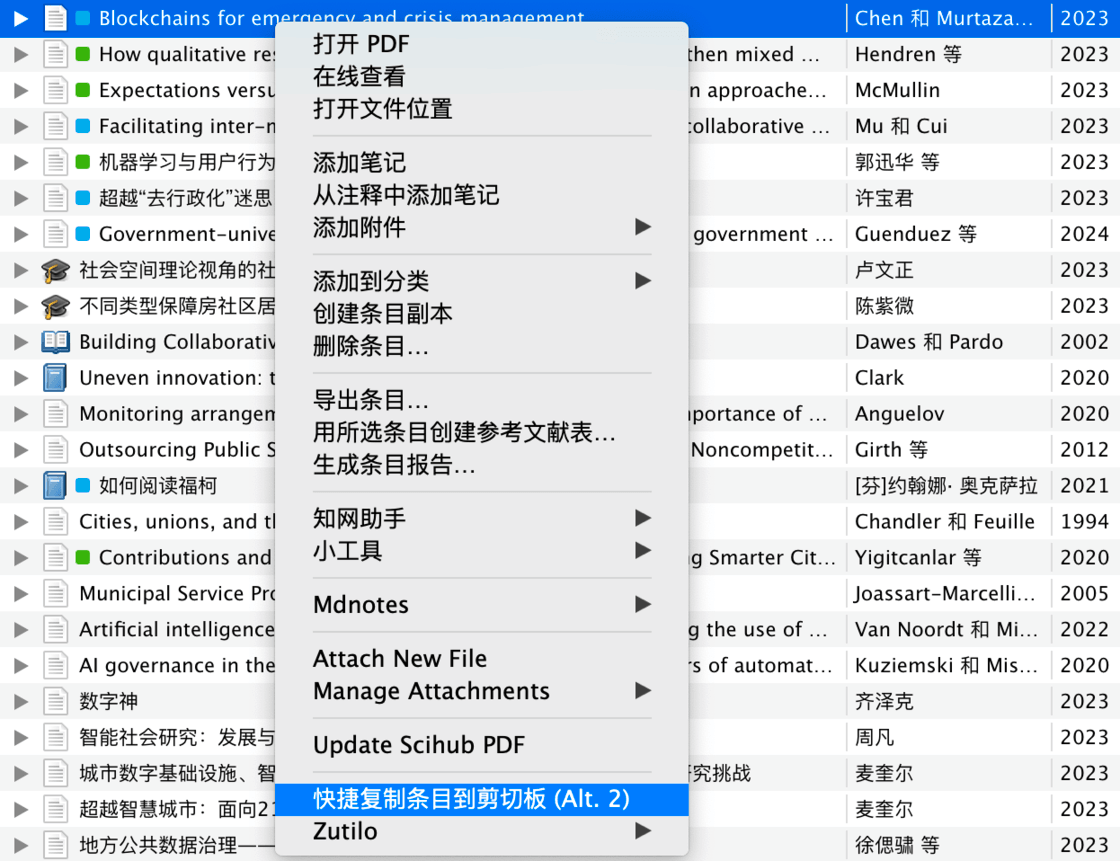 Blockchains for emergency and crisis management Chen 和 Murtaza... 2023
打开 PDF
How qualitative re then mixed ... Hendren 等 2023
在线查看
Expectations versu n approache... McMullin 2023
打开文件位置
Facilitating inter-n collaborative ... Mu 和 Cui 2023
添加笔记
机器学习与用户行为 郭迅华 等 2023
从注释中添加笔记
超越“去行政化”迷思 许宝君 2023
添加附件
Government-unive government ... Guenduez 等 2024
社会空间理论视角的社 卢文正 2023
添加到分类
不同类型保障房社区居 陈紫微 2023
创建条目副本
Building Collaborativ Dawes 和 Pardo 2002
删除条目...
Uneven innovation: t Clark 2020
导出条目...
Monitoring arrangem portance of ... Anguelov 2020
用所选条目创建参考文献表...
Outsourcing Public S Noncompetit... Girth 等 2012
生成条目报告...
如何阅读福柯 [芬]约翰娜· 奥克萨拉 2021
知网助手
Cities, unions, and th Chandler 和 Feuille 1994
小工具
Contributions and g Smarter Cit... Yigitcanlar 等 2020
Municipal Service Pro Joassart-Marcelli... 2005
Mdnotes
Artificial intelligence g the use of ... Van Noordt 和 Mi... 2022
Attach New File
AI governance in the rs of automat... Kuziemski 和 Mis... 2020
Manage Attachments
数字神 齐泽克 2023
智能社会研究：发展与 周凡 2023
Update Scihub PDF
城市数字基础设施、智 究挑战 麦奎尔 2023
快捷复制条目到剪切板 (Alt. 2)
超越智慧城市：面向21 麦奎尔 2023
Zutilo
地方公共数据治理—— 徐偲骕 等 2023